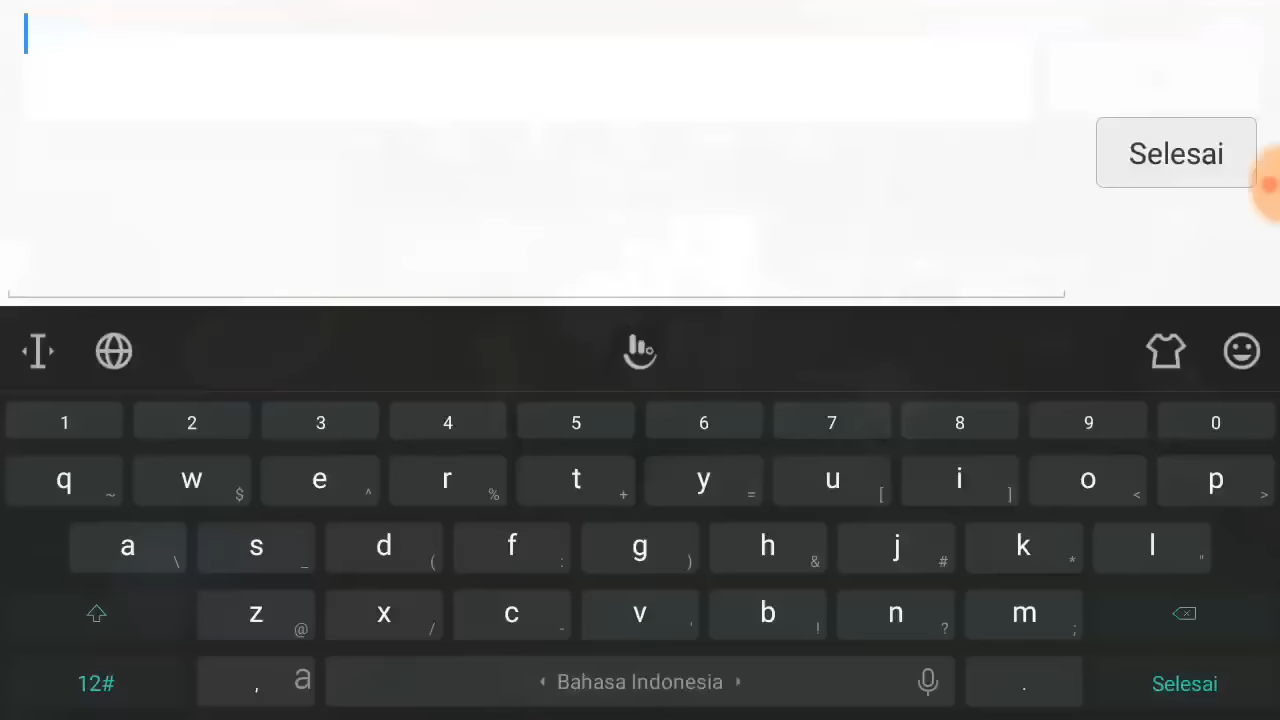 Selesai
1 2 3 4 5 6 7 8 9 0
q ~ w $ e ^ r % t + y = u [ i ] o < p >
a \ s _ d ( f : g ) h & j # k * l "
z @ x / c - v ' b ! n ? m ;
12# , a Bahasa Indonesia . Selesai